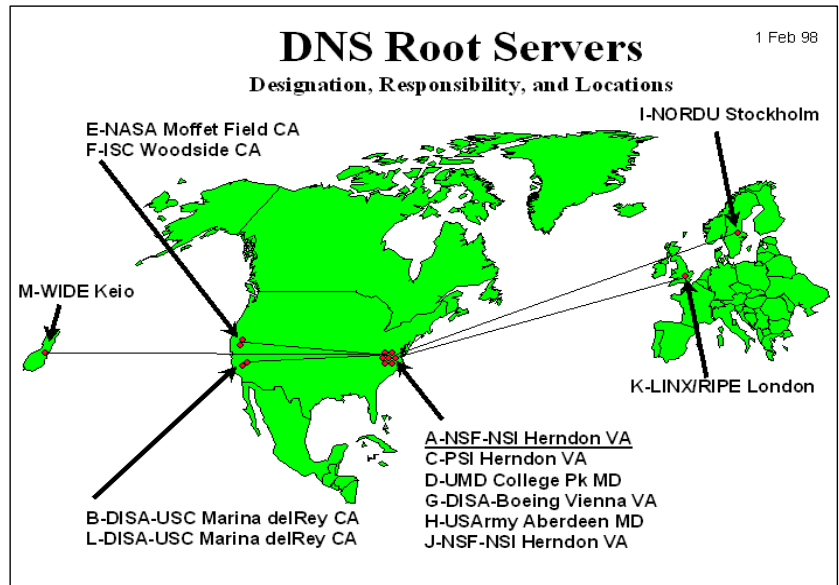 DNS Root Servers
1 Feb 98
Designation, Responsibility, and Locations
E-NASA Moffet Field CA
F-ISC Woodside CA
I-NORDU Stockholm
M-WIDE Keio
K-LINX/RIPE London
A-NSF-NSI Herndon VA
C-PSI Herndon VA
D-UMD College Pk MD
G-DISA-Boeing Vienna VA
H-USArmy Aberdeen MD
J-NSF-NSI Herndon VA
B-DISA-USC Marina delRey CA
L-DISA-USC Marina delRey CA